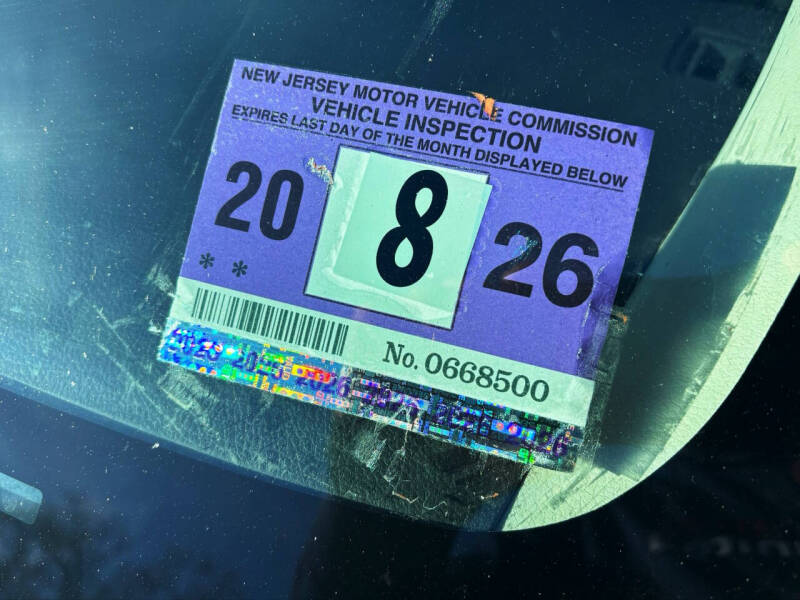 NEW JERSEY MOTOR VEHICLE COMMISSION
VEHICLE INSPECTION
EXPIRES LAST DAY OF THE MONTH DISPLAYED BELOW
20 8 26
* *
No. 0668500